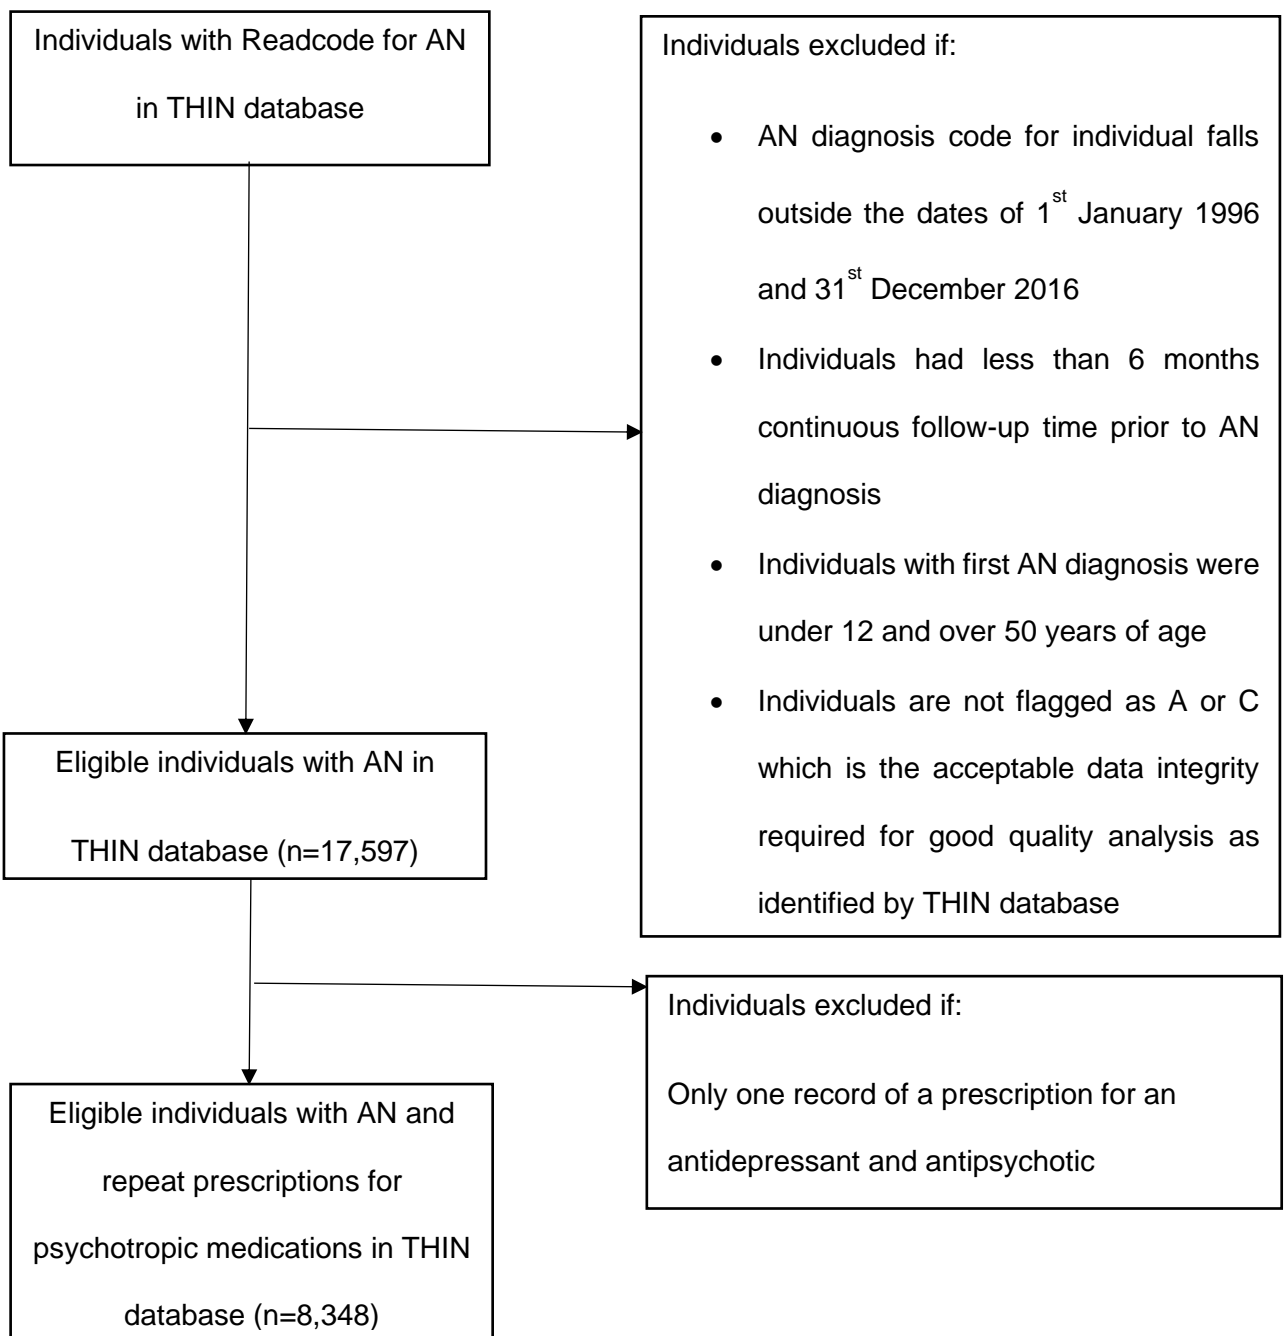 Individuals with Readcode for AN
in THIN database
Individuals excluded if:
• AN diagnosis code for individual falls
outside the dates of 1st January 1996
and 31st December 2016
• Individuals had less than 6 months
continuous follow-up time prior to AN
diagnosis
• Individuals with first AN diagnosis were
under 12 and over 50 years of age
• Individuals are not flagged as A or C
which is the acceptable data integrity
required for good quality analysis as
identified by THIN database
Eligible individuals with AN in
THIN database (n=17,597)
Individuals excluded if:
Only one record of a prescription for an
antidepressant and antipsychotic
Eligible individuals with AN and
repeat prescriptions for
psychotropic medications in THIN
database (n=8,348)